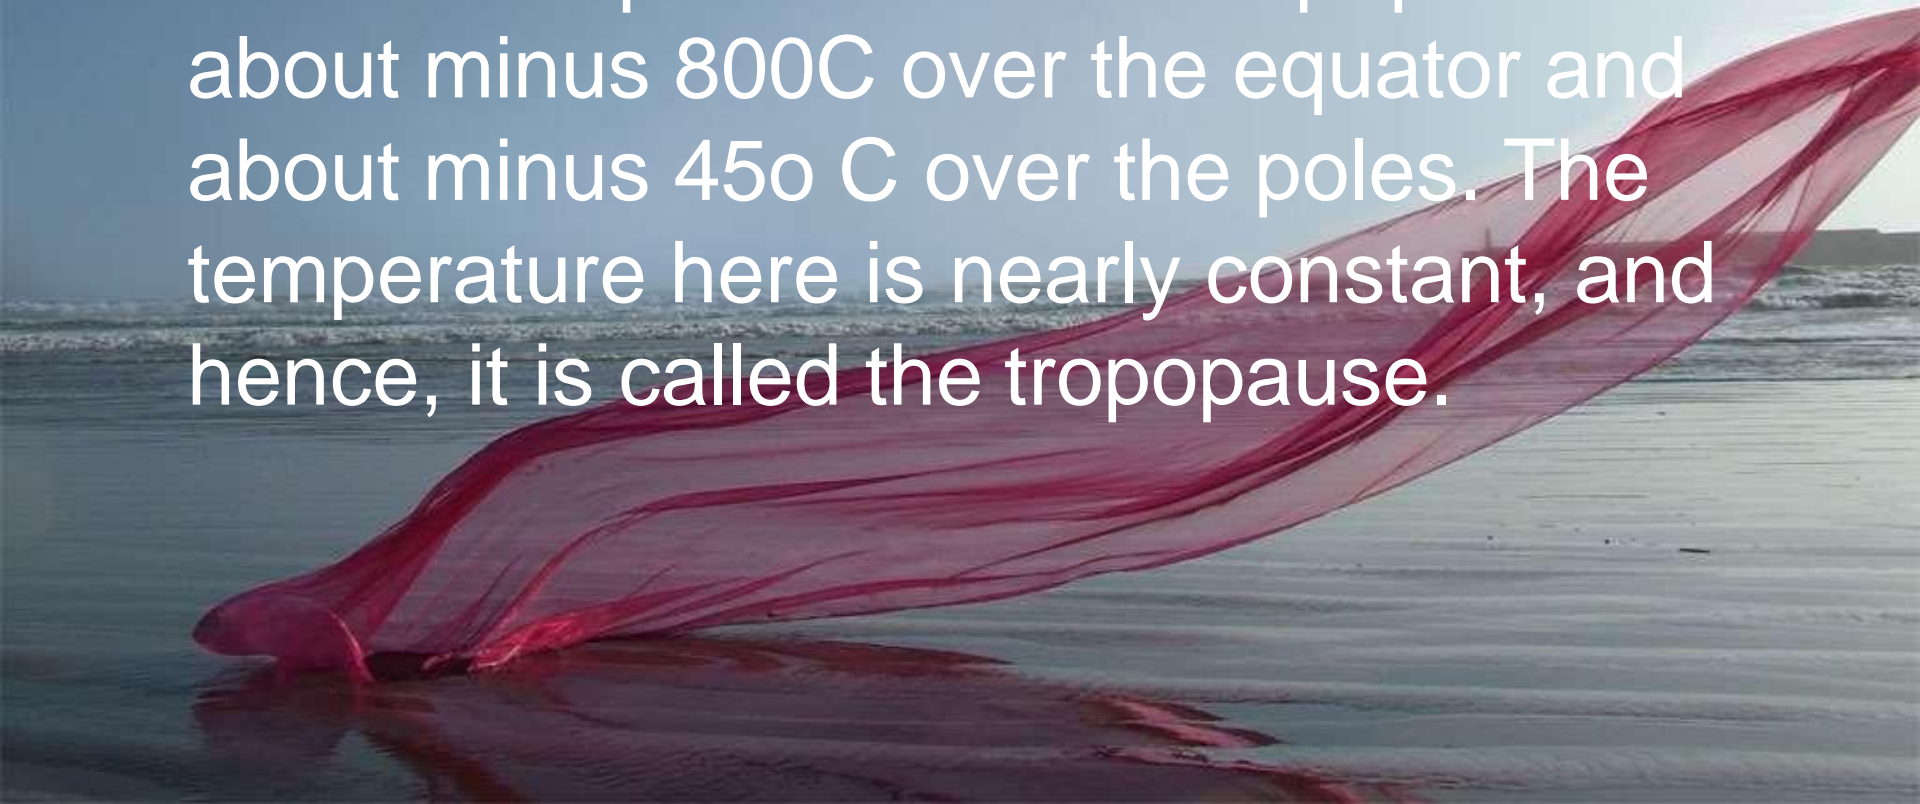 about minus 800C over the equator and
about minus 45o C over the poles. The
temperature here is nearly constant, and
hence, it is called the tropopause.